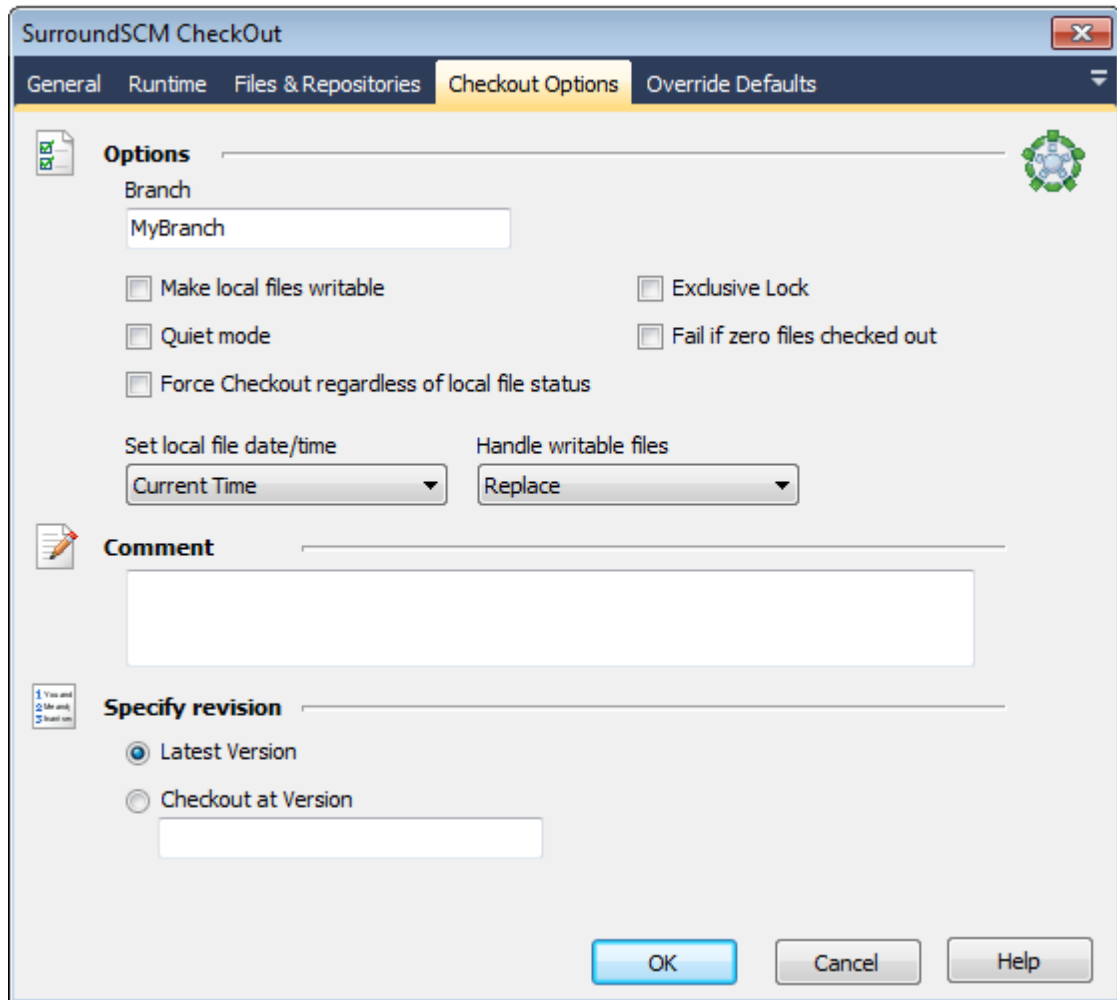 SurroundSCM CheckOut
General Runtime Files & Repositories Checkout Options Override Defaults
Options
Branch
MyBranch
Make local files writable Exclusive Lock
Quiet mode Fail if zero files checked out
Force Checkout regardless of local file status
Set local file date/time Handle writable files
Current Time Replace
Comment
Specify revision
Latest Version
Checkout at Version
OK Cancel Help